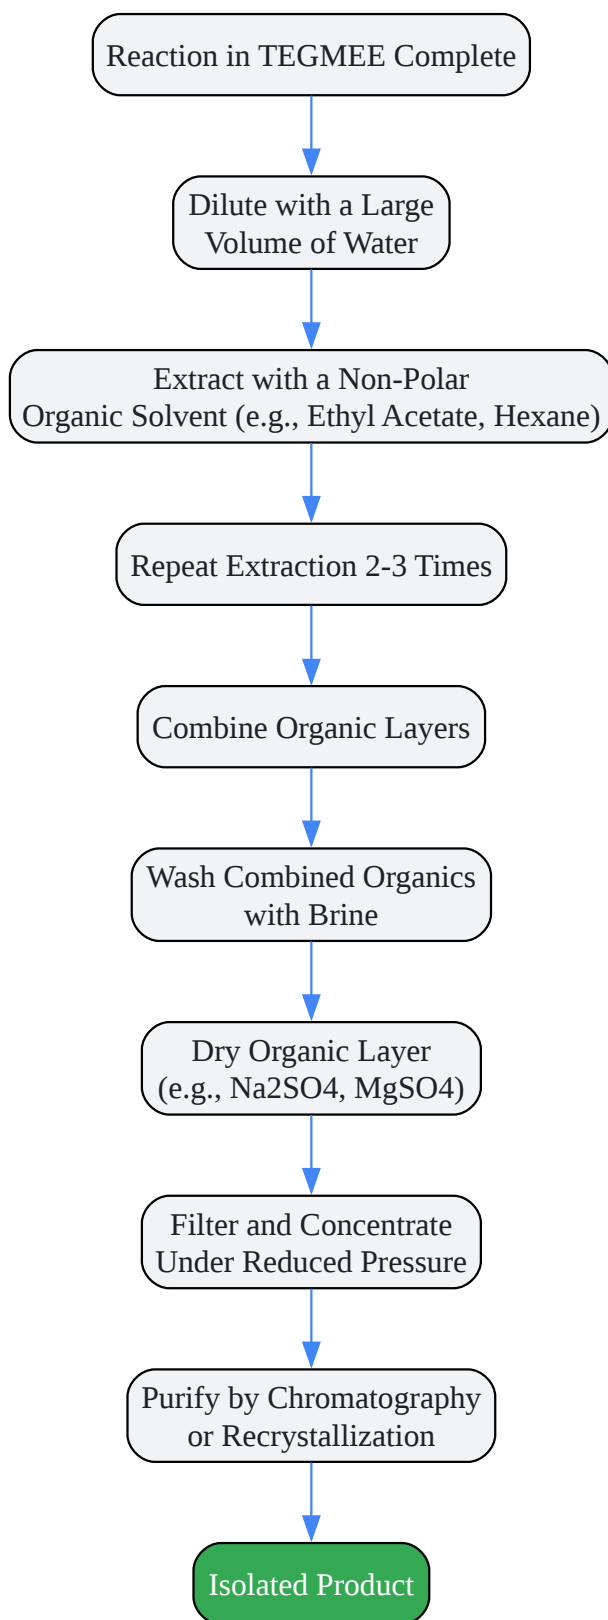 Reaction in TEGMEE Complete
Dilute with a Large
Volume of Water
Extract with a Non-Polar
Organic Solvent (e.g., Ethyl Acetate, Hexane)
Repeat Extraction 2-3 Times
Combine Organic Layers
Wash Combined Organics
with Brine
Dry Organic Layer
(e.g., Na2SO4, MgSO4)
Filter and Concentrate
Under Reduced Pressure
Purify by Chromatography
or Recrystallization
Isolated Product